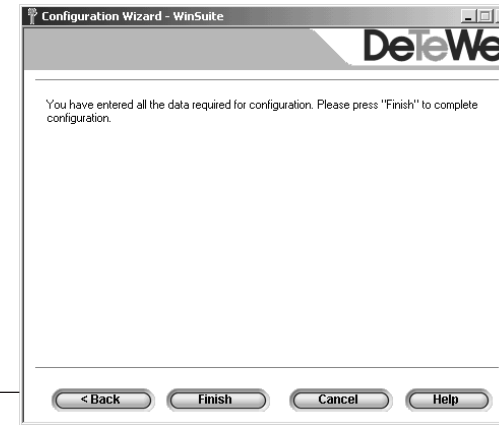 Configuration Wizard - WinSuite
DeTeWe
You have entered all the data required for configuration. Please press "Finish" to complete
configuration.
< Back Finish Cancel Help